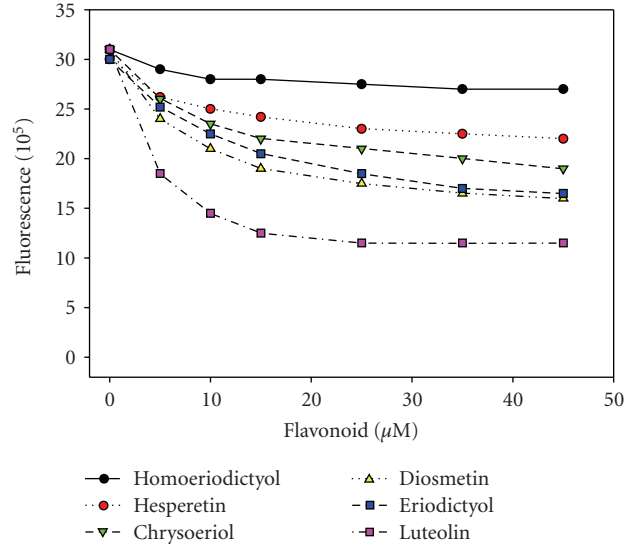 35
30
25
20
15
10
5
0
Fluorescence (10⁵)
0 10 20 30 40 50
Flavonoid (μM)
Homoeriodictyol
Hesperetin
Chrysoeriol
Diosmetin
Eriodictyol
Luteolin